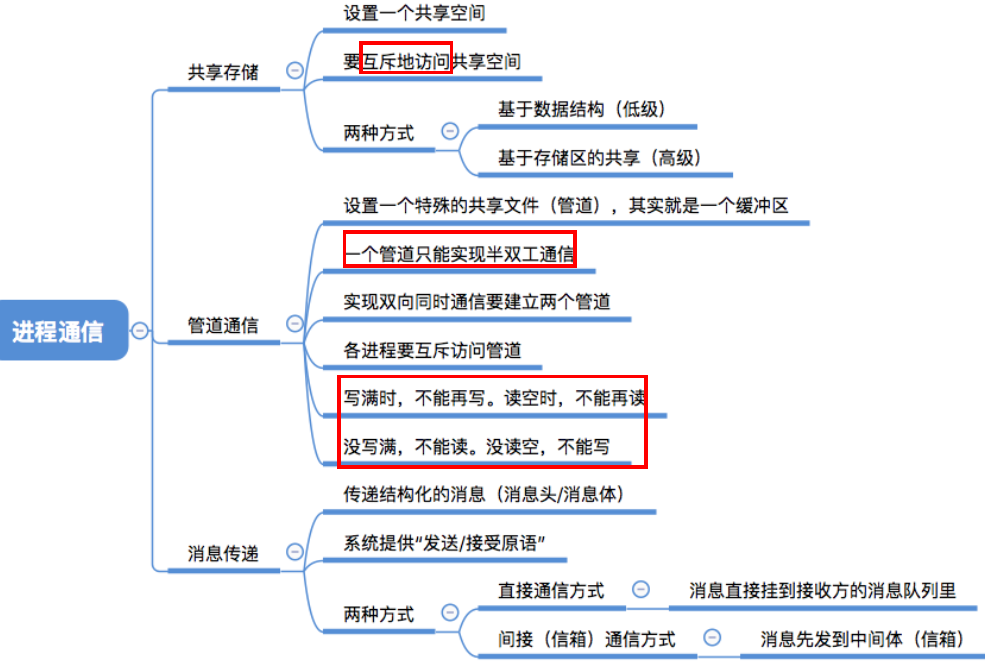 进程通信
共享存储
设置一个共享空间
要互斥地访问共享空间
两种方式
基于数据结构（低级）
基于存储区的共享（高级）
管道通信
设置一个特殊的共享文件（管道），其实就是一个缓冲区
一个管道只能实现半双工通信
实现双向同时通信要建立两个管道
各进程要互斥访问管道
写满时，不能再写。读空时，不能再读
没写满，不能读。没读空，不能写
消息传递
传递结构化的消息（消息头/消息体）
系统提供“发送/接受原语”
两种方式
直接通信方式
消息直接挂到接收方的消息队列里
间接（信箱）通信方式
消息先发到中间体（信箱）